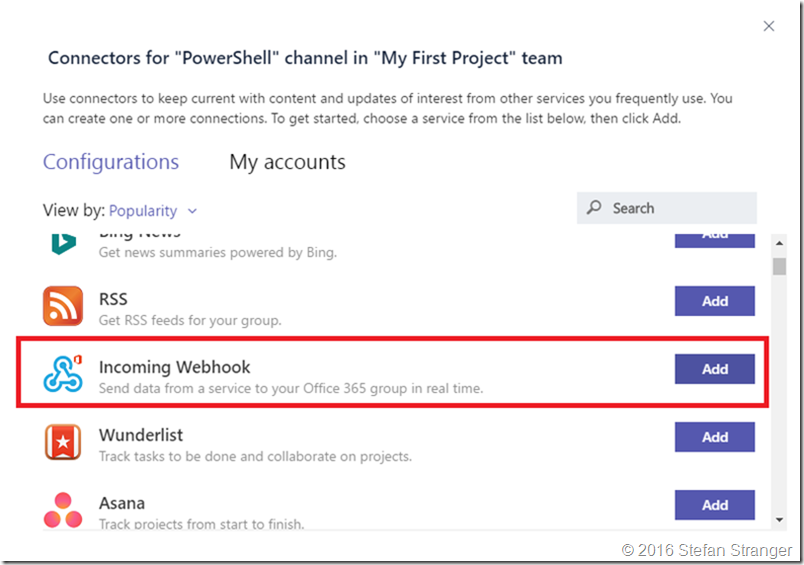 Connectors for "PowerShell" channel in "My First Project" team
Use connectors to keep current with content and updates of interest from other services you frequently use. You
can create one or more connections. To get started, choose a service from the list below, then click Add.
Configurations My accounts
View by: Popularity Search
Bing News Add
Get news summaries powered by Bing.
RSS Add
Get RSS feeds for your group.
Incoming Webhook Add
Send data from a service to your Office 365 group in real time.
Wunderlist Add
Track tasks to be done and collaborate on projects.
Asana Add
Track projects from start to finish.
© 2016 Stefan Stranger